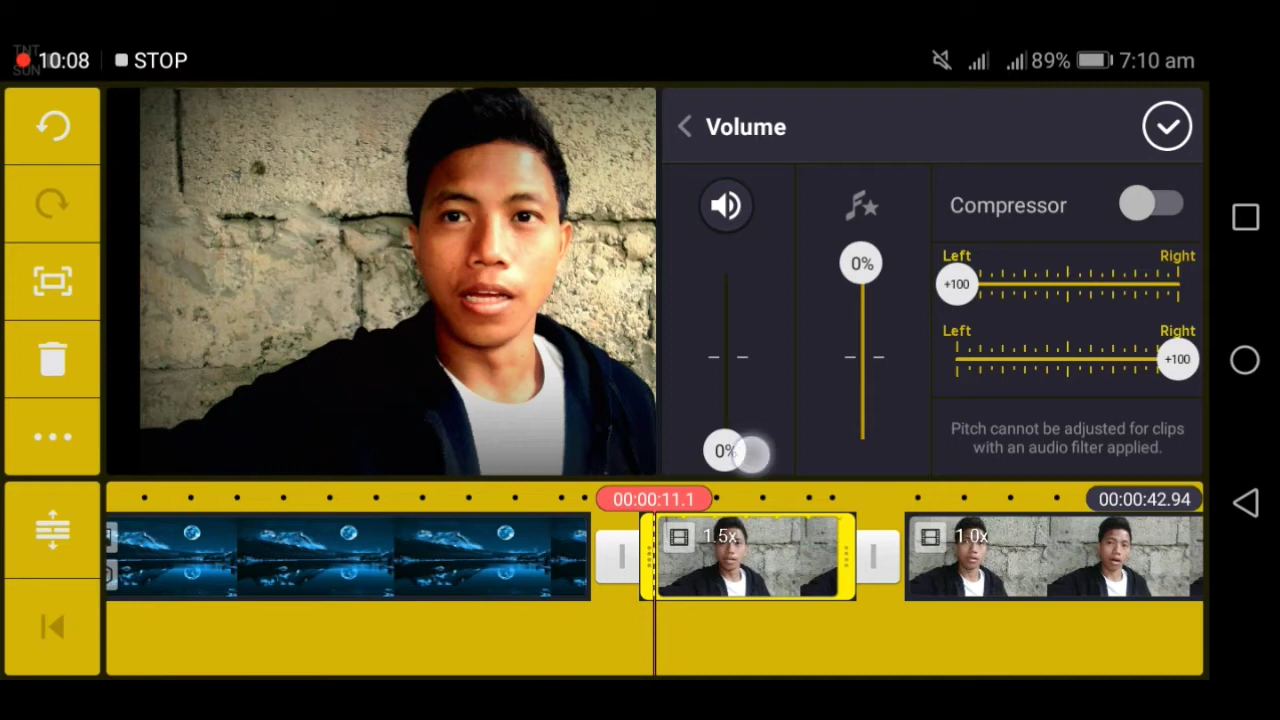 TNT
SUN
10:08
STOP
89%
7:10 am
Volume
Compressor
0%
Left
Right
+100
Left
Right
+100
0%
Pitch cannot be adjusted for clips
with an audio filter applied.
00:00:11.1
00:00:42.94
1.5x
1.0x